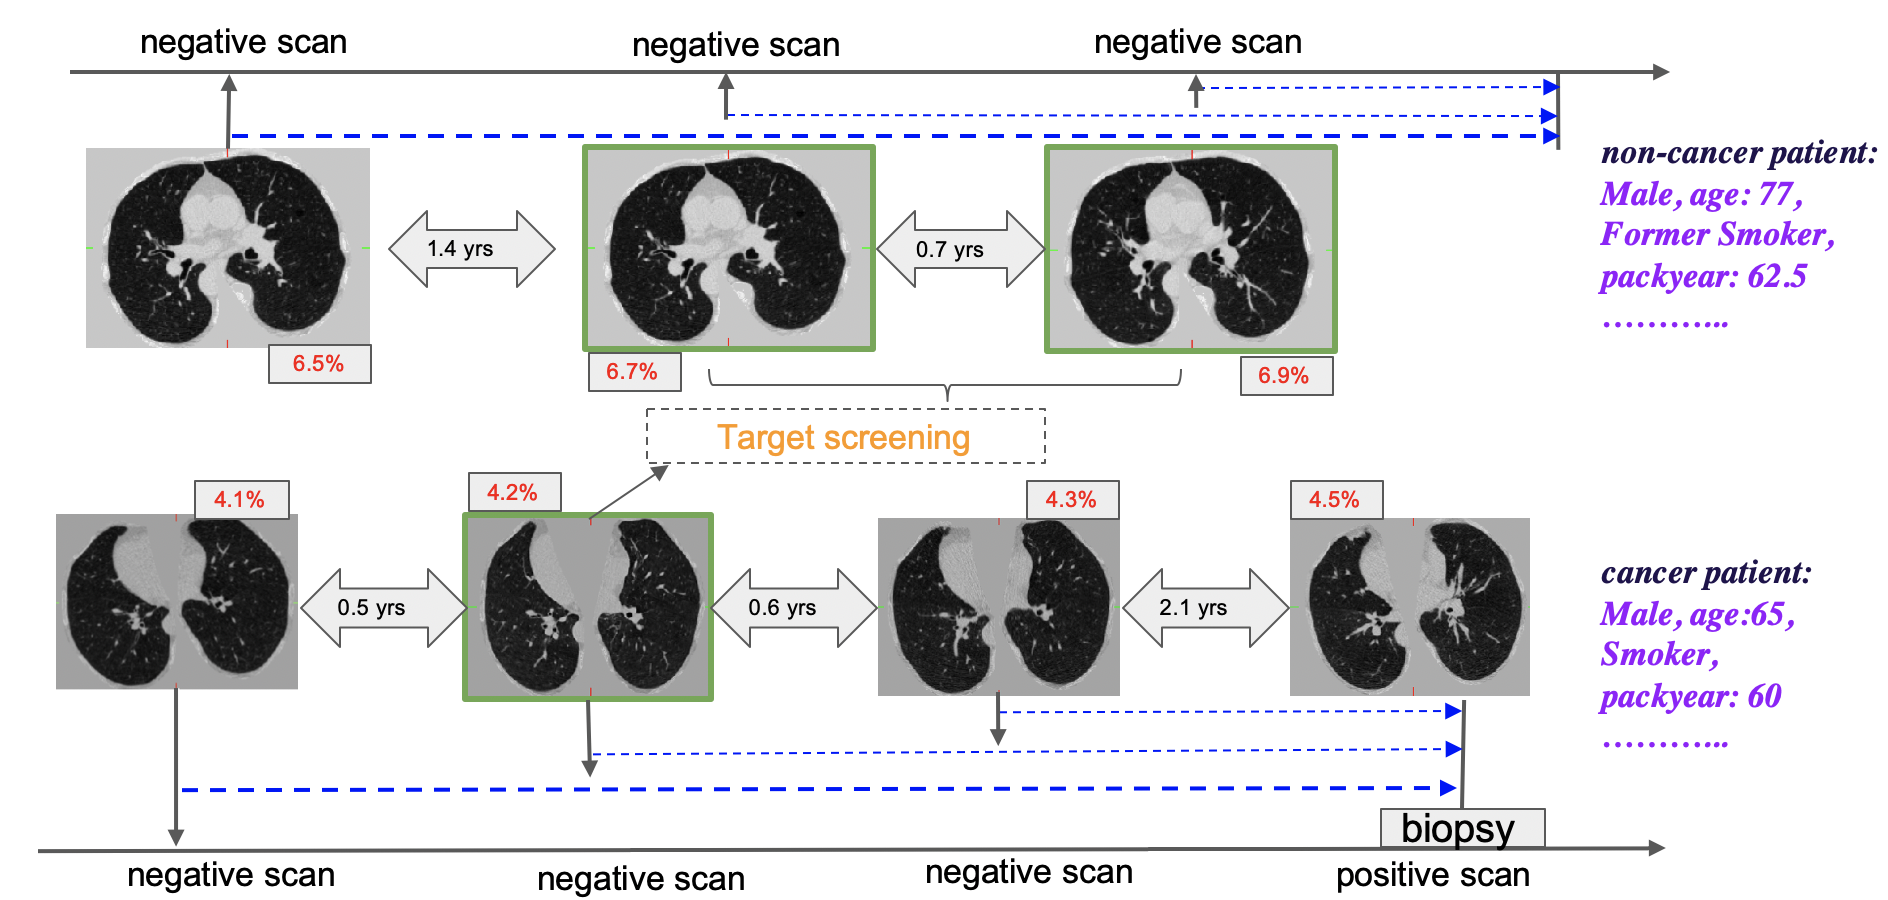 negative scan
negative scan
negative scan
non-cancer patient:
Male, age: 77,
Former Smoker,
packyear: 62.5
…………...
1.4 yrs
0.7 yrs
6.5%
6.7%
6.9%
Target screening
4.1%
4.2%
4.3%
4.5%
0.5 yrs
0.6 yrs
2.1 yrs
cancer patient:
Male, age:65,
Smoker,
packyear: 60
…………...
biopsy
negative scan
negative scan
negative scan
positive scan